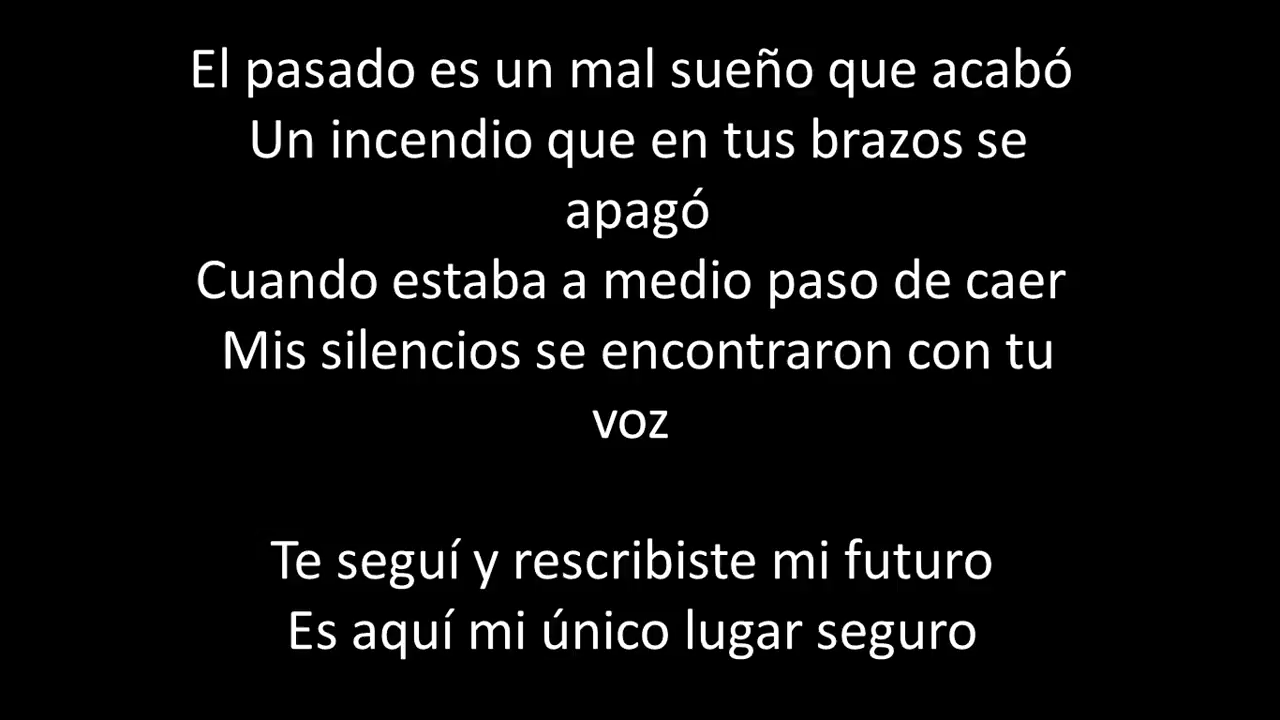 El pasado es un mal sueño que acabó
Un incendio que en tus brazos se
apagó
Cuando estaba a medio paso de caer
Mis silencios se encontraron con tu
voz
Te seguí y rescribiste mi futuro
Es aquí mi único lugar seguro